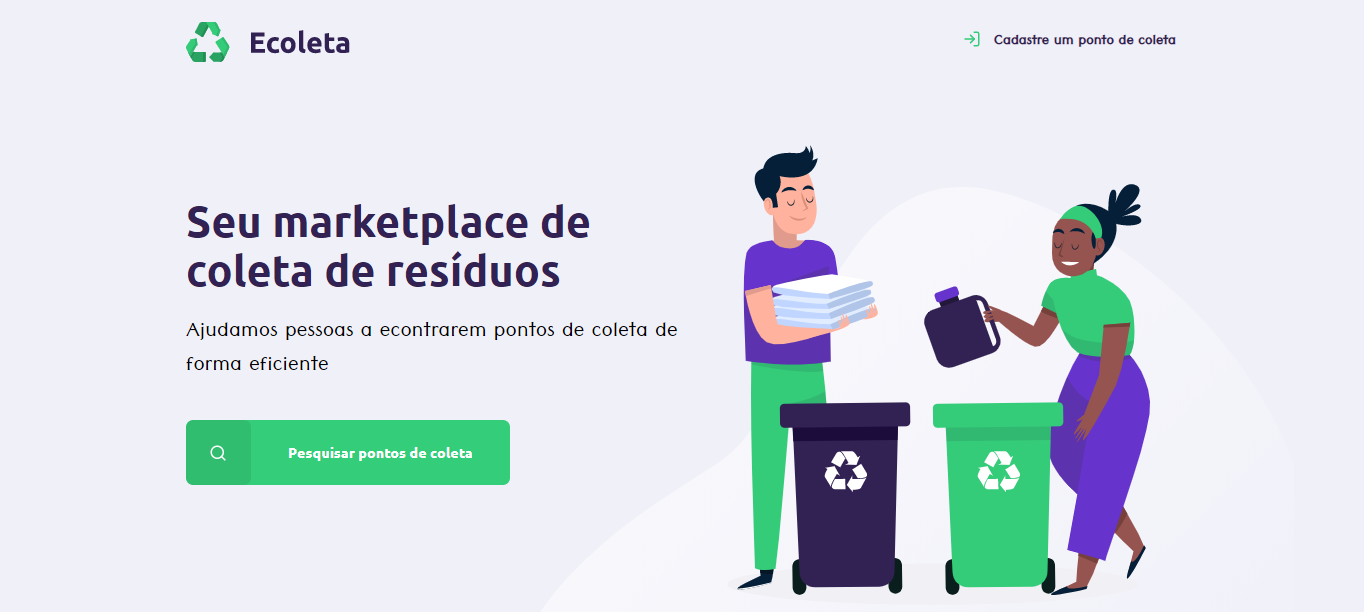 Ecoleta
Cadastre um ponto de coleta
Seu marketplace de
coleta de resíduos
Ajudamos pessoas a econtrarem pontos de coleta de
forma eficiente
Pesquisar pontos de coleta